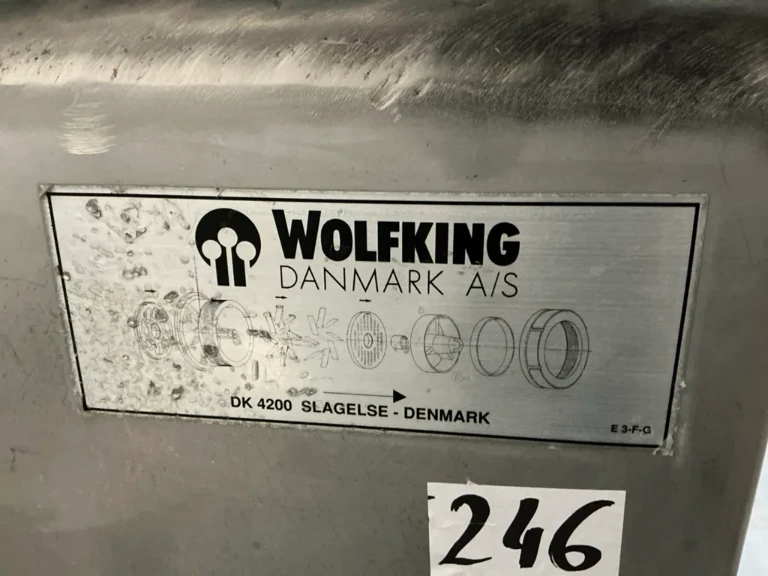 WOLFKING
DANMARK A/S
DK 4200 SLAGELSE - DENMARK
E 3-F-G
246